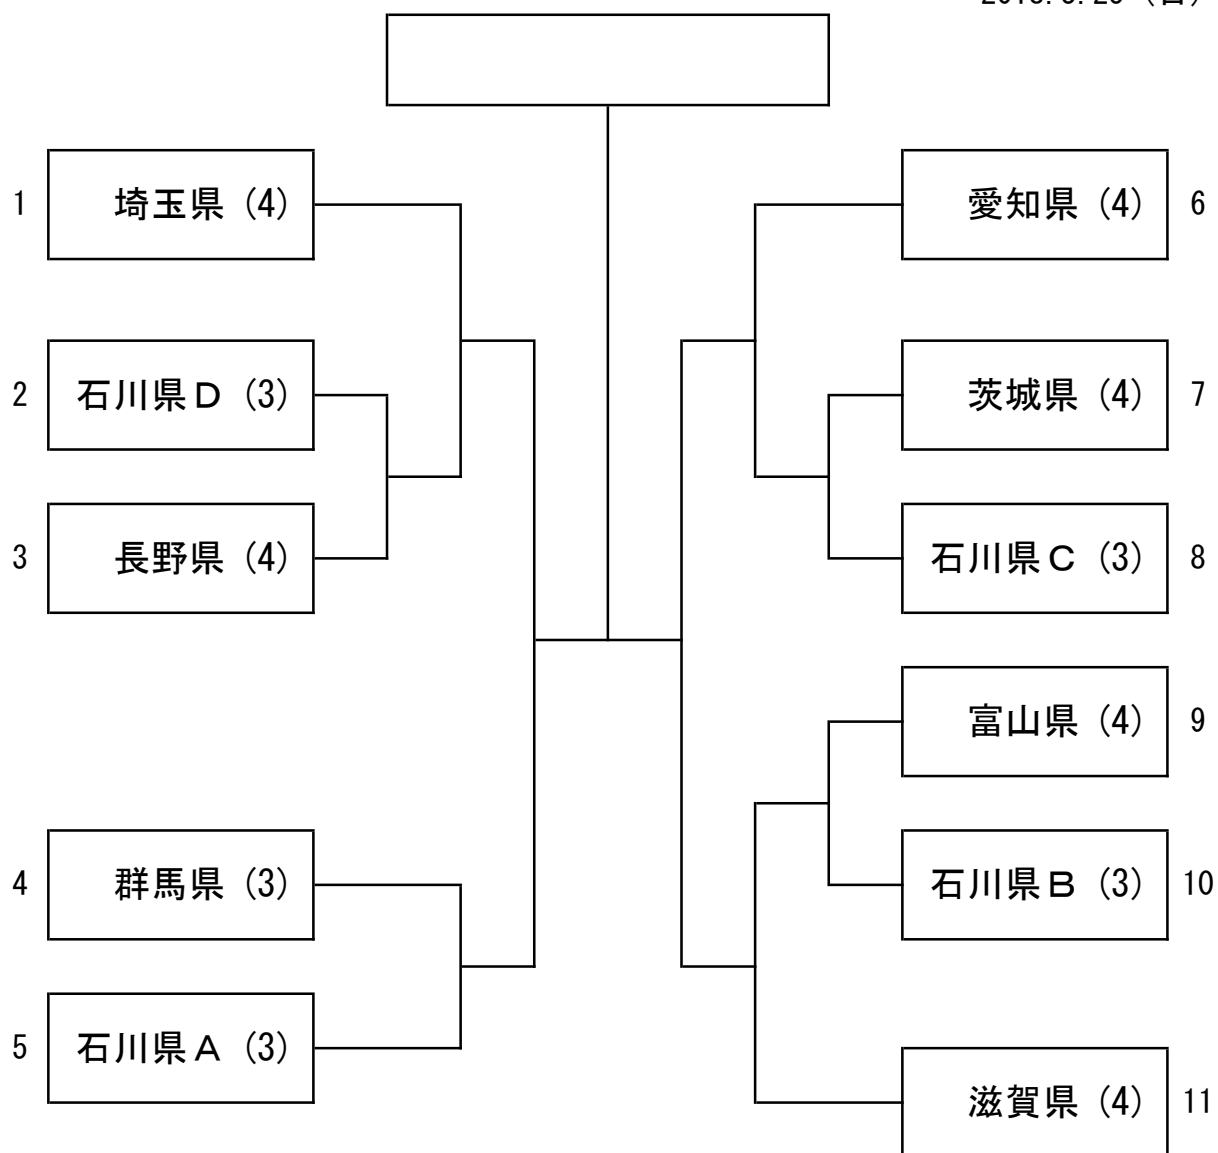 1 埼玉県 (4)
2 石川県D (3)
3 長野県 (4)
4 群馬県 (3)
5 石川県A (3)
愛知県 (4) 6
茨城県 (4) 7
石川県C (3) 8
富山県 (4) 9
石川県B (3) 10
滋賀県 (4) 11